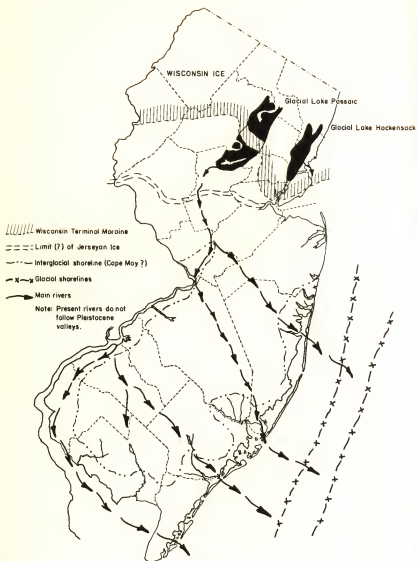 WISCONSIN ICE
Glacial Lake Passaic
Glacial Lake Hackensack
Wisconsin Terminal Moraine
Limit (?) of Jerseyan Ice
Interglacial shoreline (Cape May ?)
Glacial shorelines
Main rivers
Note: Present rivers do not
follow Pleistocene
valleys.